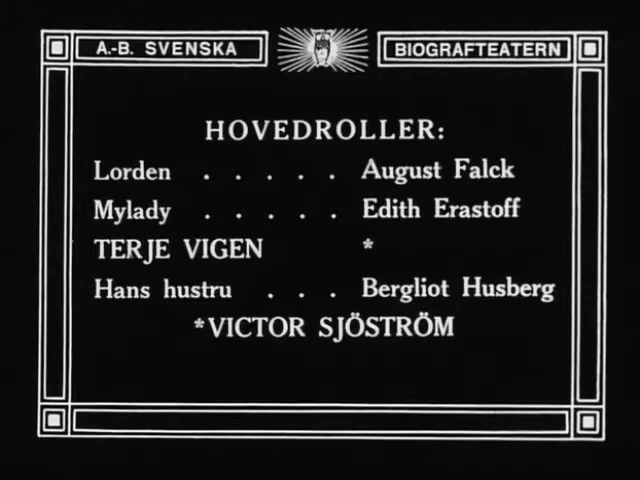 A.-B. SVENSKA BIOGRAFTEATERN
HOVEDROLLER:
Lorden . . . . . August Falck
Mylady . . . . . Edith Erastoff
TERJE VIGEN *
Hans hustru . . . Bergliot Husberg
*VICTOR SJÖSTRÖM